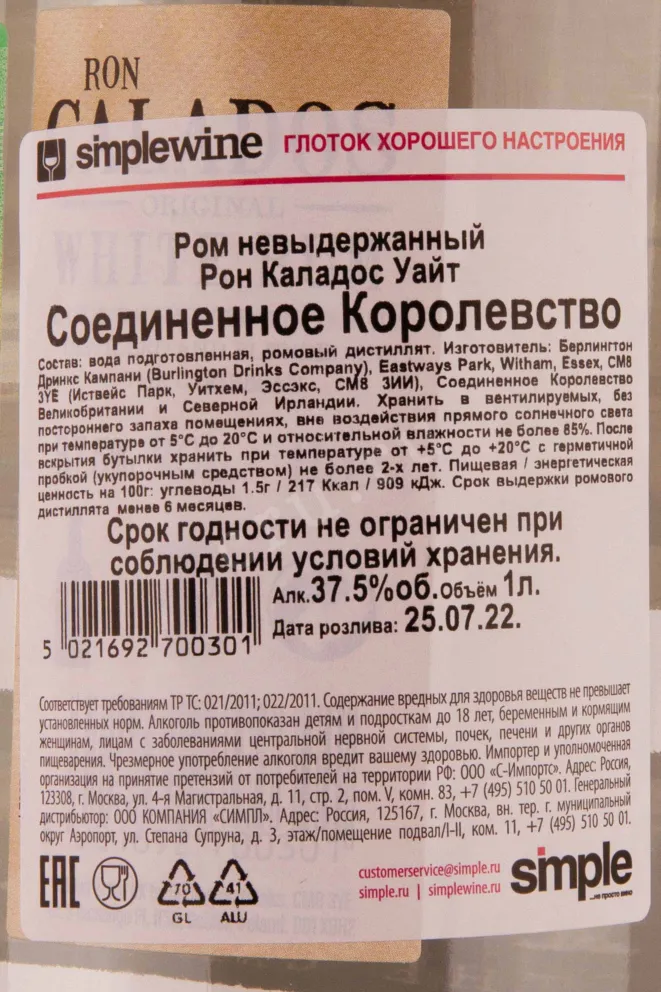 RON
CALADOS
simplewine ГЛОТОК ХОРОШЕГО НАСТРОЕНИЯ
ORIGINAL
WHITE
Ром невыдержанный
Рон Каладос Уайт
Соединенное Королевство
Состав: вода подготовленная, ромовый дистиллят. Изготовитель: Берлингтон
Дринкс Кампани (Burlington Drinks Company), Eastways Park, Witham, Essex, CM8
3YE (Иствейс Парк, Уитхем, Эссэкс, СМ8 3ИИ), Соединенное Королевство
Великобритании и Северной Ирландии. Хранить в вентилируемых, без
постороннего запаха помещениях, вне воздействия прямого солнечного света
при температуре от 5°C до 20°C и относительной влажности не более 85%. После
вскрытия бутылки хранить при температуре от +5°C до +20°C с герметичной
пробкой (укупорочным средством) не более 2-х лет. Пищевая / энергетическая
ценность на 100г: углеводы 1.5г / 217 Ккал / 909 кДж. Срок выдержки ромового
дистиллята менее 6 месяцев.
Срок годности не ограничен при
соблюдении условий хранения.
Алк.37.5%об.Объём 1л.
Дата розлива: 25.07.22.
5 021692 700301
Соответствует требованиям ТР ТС: 021/2011; 022/2011. Содержание вредных для здоровья веществ не превышает
установленных норм. Алкоголь противопоказан детям и подросткам до 18 лет, беременным и кормящим
женщинам, лицам с заболеваниями центральной нервной системы, почек, печени и других органов
пищеварения. Чрезмерное употребление алкоголя вредит вашему здоровью. Импортер и уполномоченная
организация на принятие претензий от потребителей на территории РФ: ООО «С-Импортс». Адрес: Россия,
123308, г. Москва, ул. 4-я Магистральная, д. 11, стр. 2, пом. V, комн. 83, +7 (495) 510 50 01. Генеральный
дистрибьютор: ООО КОМПАНИЯ «СИМПЛ». Адрес: Россия, 125167, г. Москва, вн. тер. г. муниципальный
округ Аэропорт, ул. Степана Супруна, д. 3, этаж/помещение подвал/I-II, ком. 11, +7 (495) 510 50 01.
EAC
70
GL
41
ALU
customerservice@simple.ru
simple.ru | simplewine.ru
simple
...не просто вино